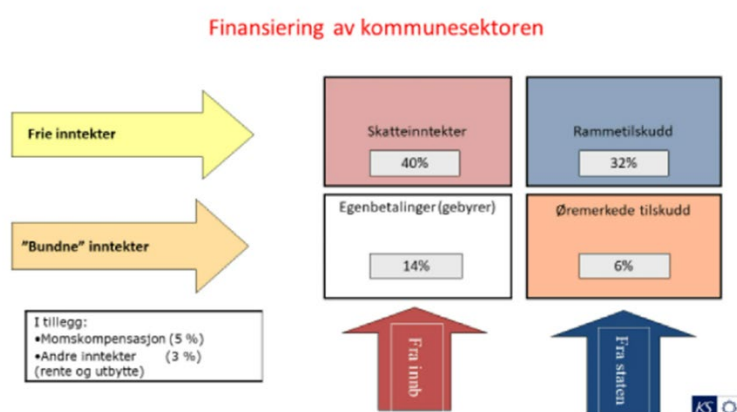 Finansiering av kommunesektoren
Frie inntekter
Skatteinntekter
40%
Rammetilskudd
32%
"Bundne" inntekter
Egenbetalinger (gebyrer)
14%
Øremerkede tilskudd
6%
I tillegg:
•Momskompensasjon (5 %)
•Andre inntekter (3 %)
(rente og utbytte)
Fra innb
Fra staten
KS